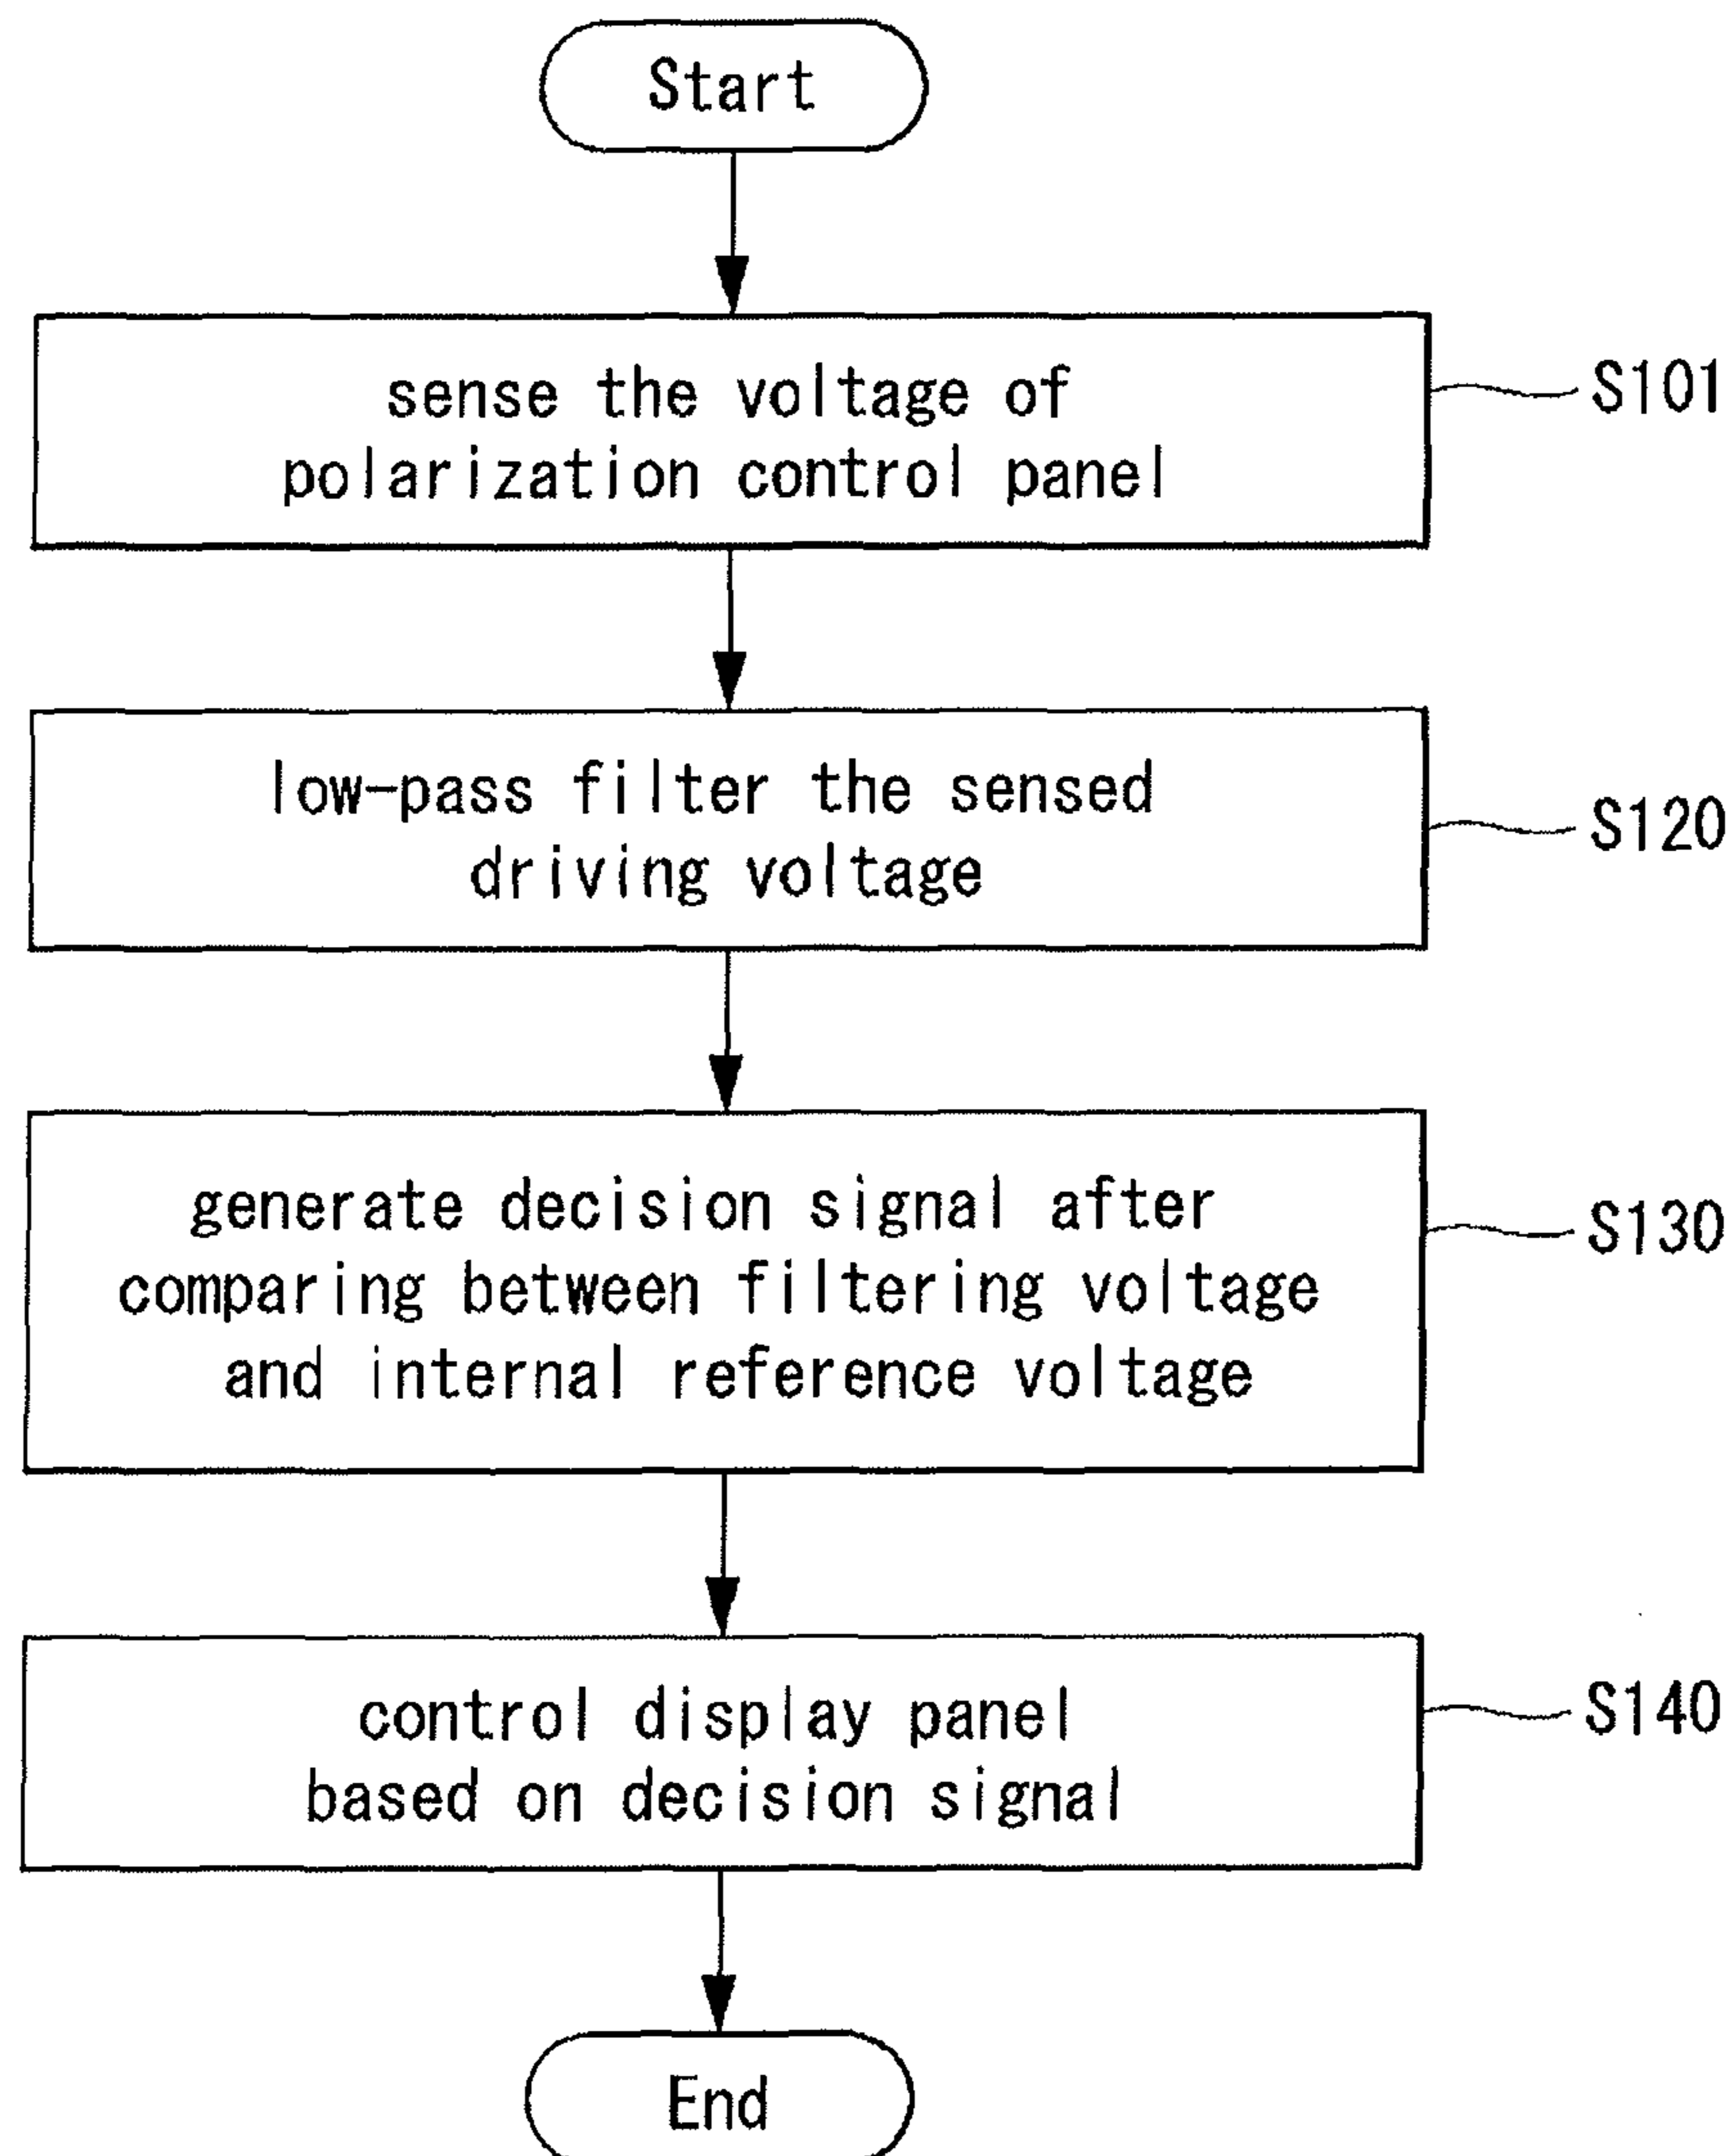 Start
sense the voltage of
polarization control panel
S101
low-pass filter the sensed
driving voltage
S120
generate decision signal after
comparing between filtering voltage
and internal reference voltage
S130
control display panel
based on decision signal
S140
End